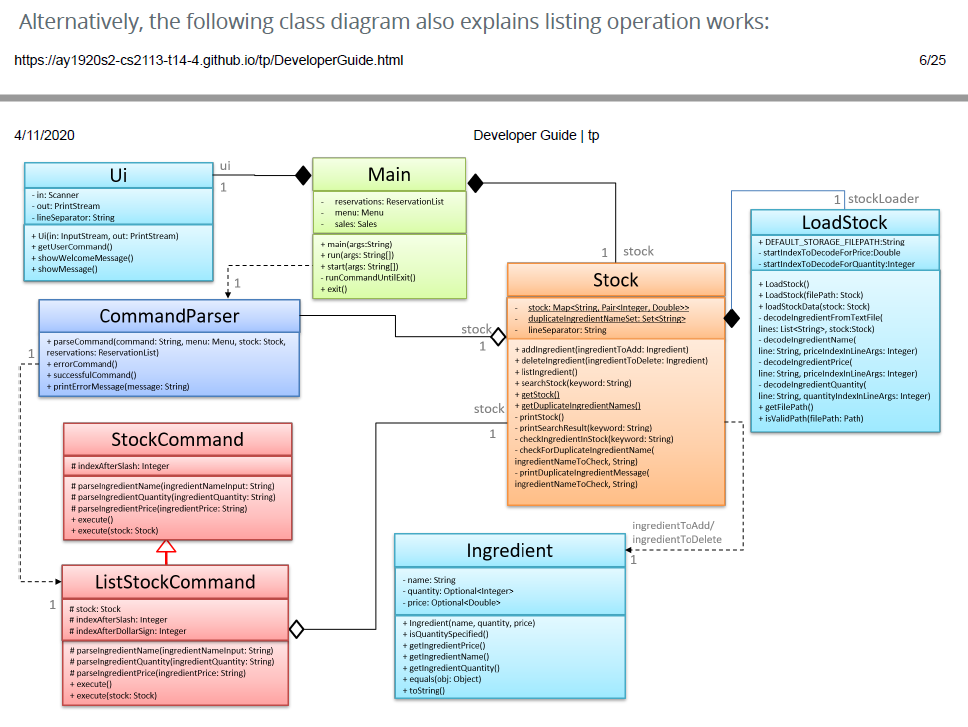 Alternatively, the following class diagram also explains listing operation works:
https://ay1920s2-cs2113-t14-4.github.io/tp/DeveloperGuide.html
6/25
4/11/2020
Developer Guide | tp
Ui
- in: Scanner
- out: PrintStream
- lineSeparator: String
+ Ui(in: InputStream, out: PrintStream)
+ getUserCommand()
+ showWelcomeMessage()
+ showMessage()
ui
1
Main
- reservations: ReservationList
- menu: Menu
- sales: Sales
+ main(args:String)
+ run(args: String[])
+ start(args: String[])
- runCommandUntilExit()
+ exit()
1
1 stock
1 stockLoader
LoadStock
+ DEFAULT_STORAGE_FILEPATH:String
- startIndexToDecodeForPrice:Double
- startIndexToDecodeForQuantity:Integer
+ LoadStock()
+ LoadStock(filePath: Stock)
+ loadStockData(stock: Stock)
- decodeIngredientFromTextFile(
lines: List<String>, stock:Stock)
- decodeIngredientName(
line: String, priceIndexInLineArgs: Integer)
- decodeIngredientPrice(
line: String, priceIndexInLineArgs: Integer)
- decodeIngredientQuantity(
line: String, quantityIndexInLineArgs: Integer)
+ getFilePath()
+ isValidPath(filePath: Path)
Stock
- stock: Map<String, Pair<Integer, Double>>
- duplicateIngredientNameSet: Set<String>
- lineSeparator: String
+ addIngredient(ingredientToAdd: Ingredient)
+ deleteIngredient(ingredientToDelete: Ingredient)
+ listIngredient()
+ searchStock(keyword: String)
+ getStock()
+ getDuplicateIngredientNames()
- printStock()
- printSearchResult(keyword: String)
- checkIngredientInStock(keyword: String)
- checkForDuplicateIngredientName(
ingredientNameToCheck, String)
- printDuplicateIngredientMessage(
ingredientNameToCheck, String)
CommandParser
+ parseCommand(command: String, menu: Menu, stock: Stock,
reservations: ReservationList)
+ errorCommand()
+ successfulCommand()
+ printErrorMessage(message: String)
stock
1
1
stock
1
StockCommand
# indexAfterSlash: Integer
# parseIngredientName(ingredientNameInput: String)
# parseIngredientQuantity(ingredientQuantity: String)
# parseIngredientPrice(ingredientPrice: String)
+ execute()
+ execute(stock: Stock)
ListStockCommand
# stock: Stock
# indexAfterSlash: Integer
# indexAfterDollarSign: Integer
# parseIngredientName(ingredientNameInput: String)
# parseIngredientQuantity(ingredientQuantity: String)
# parseIngredientPrice(ingredientPrice: String)
+ execute()
+ execute(stock: Stock)
1
ingredientToAdd/
ingredientToDelete
1
Ingredient
- name: String
- quantity: Optional<Integer>
- price: Optional<Double>
+ Ingredient(name, quantity, price)
+ isQuantitySpecified()
+ getIngredientPrice()
+ getIngredientName()
+ getIngredientQuantity()
+ equals(obj: Object)
+ toString()